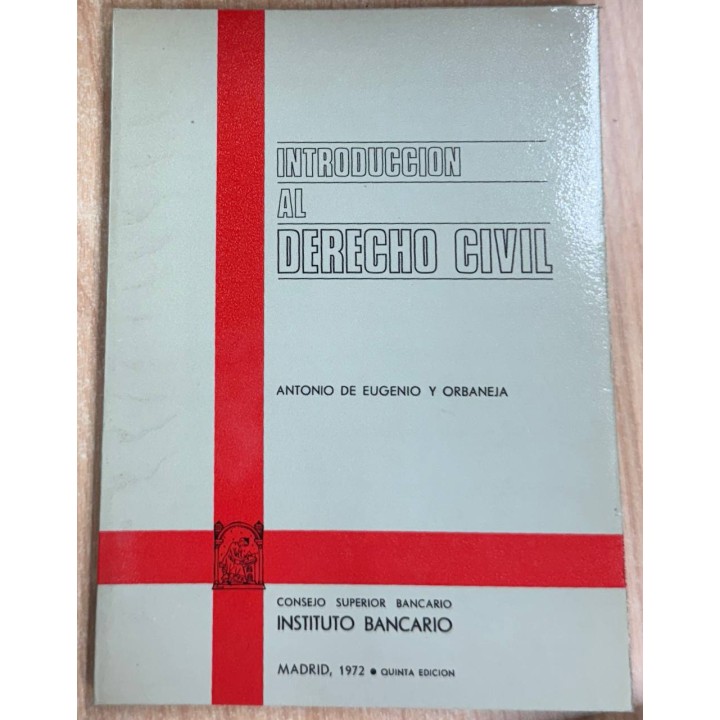 INTRODUCCION
AL
DERECHO CIVIL
ANTONIO DE EUGENIO Y ORBANEJA
CONSEJO SUPERIOR BANCARIO
INSTITUTO BANCARIO
MADRID, 1972 • QUINTA EDICION